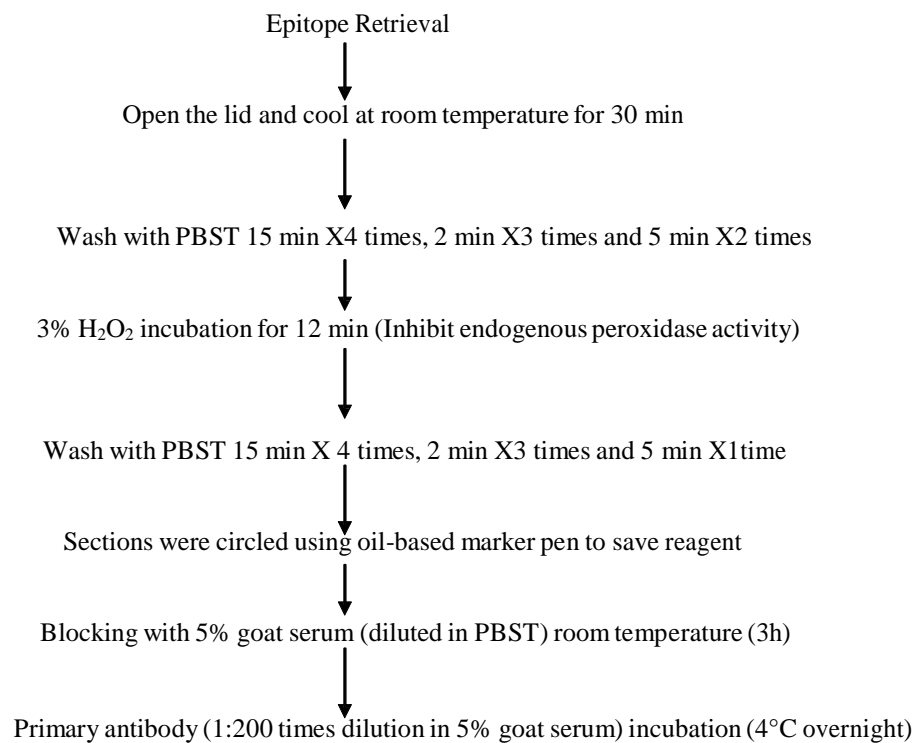 Epitope Retrieval
Open the lid and cool at room temperature for 30 min
Wash with PBST 15 min X4 times, 2 min X3 times and 5 min X2 times
3% H₂O₂ incubation for 12 min (Inhibit endogenous peroxidase activity)
Wash with PBST 15 min X 4 times, 2 min X3 times and 5 min X1time
Sections were circled using oil-based marker pen to save reagent
Blocking with 5% goat serum (diluted in PBST) room temperature (3h)
Primary antibody (1:200 times dilution in 5% goat serum) incubation (4°C overnight)